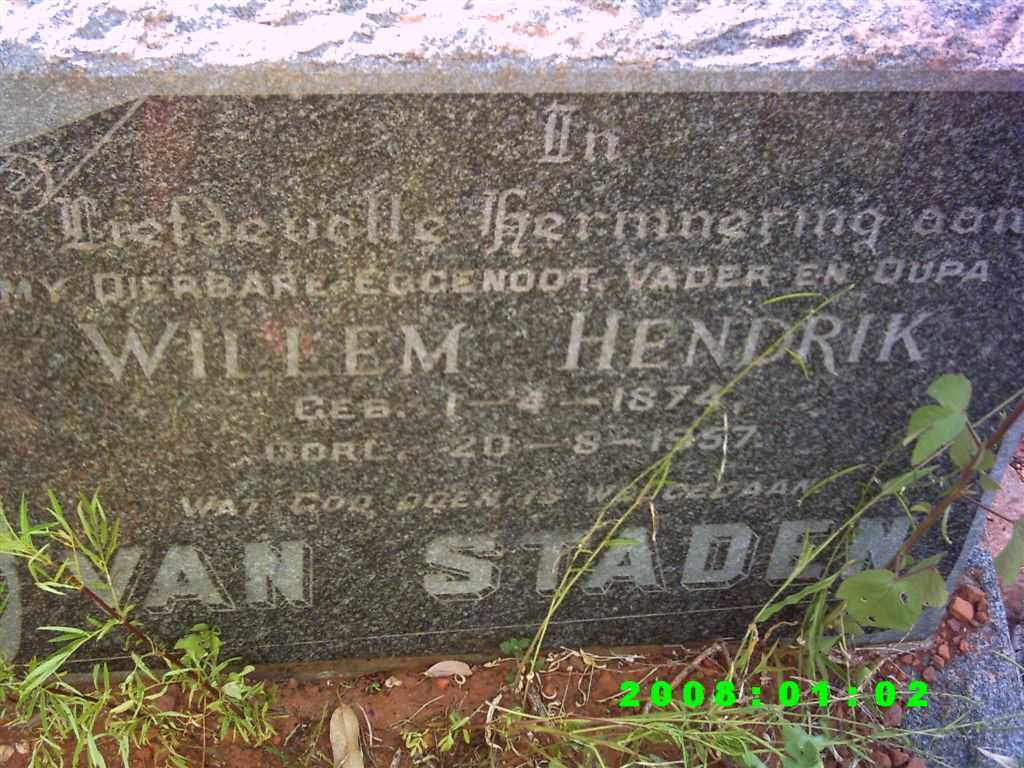 In
Liefdevolle Herinnering aan
MY DIERBARE EGGENOOT, VADER EN OUPA
WILLEM HENDRIK
GEB. 1-4-1874.
OORL. 20-8-1957.
WAT GOD DOEN IS WELGEDAAN
VAN STADEN
2008:01:02